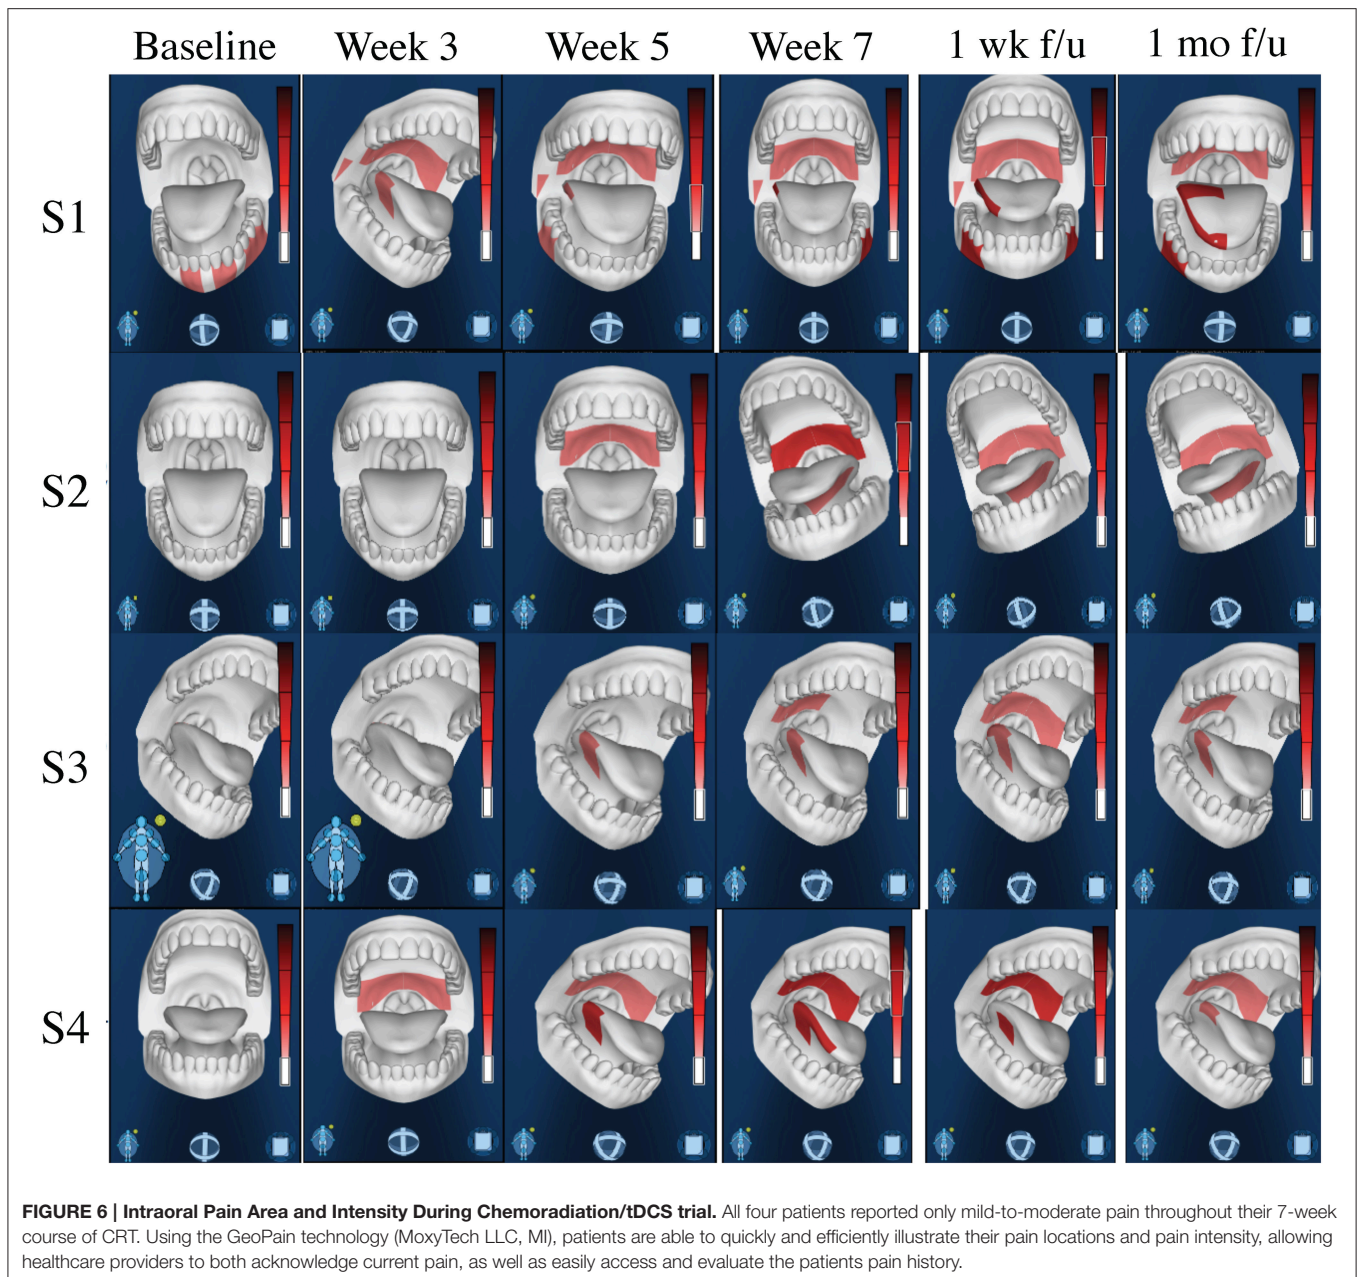 Baseline Week 3 Week 5 Week 7 1 wk f/u 1 mo f/u
S1
S2
S3
S4
FIGURE 6 | Intraoral Pain Area and Intensity During Chemoradiation/tDCS trial. All four patients reported only mild-to-moderate pain throughout their 7-week
course of CRT. Using the GeoPain technology (MoxyTech LLC, MI), patients are able to quickly and efficiently illustrate their pain locations and pain intensity, allowing
healthcare providers to both acknowledge current pain, as well as easily access and evaluate the patients pain history.